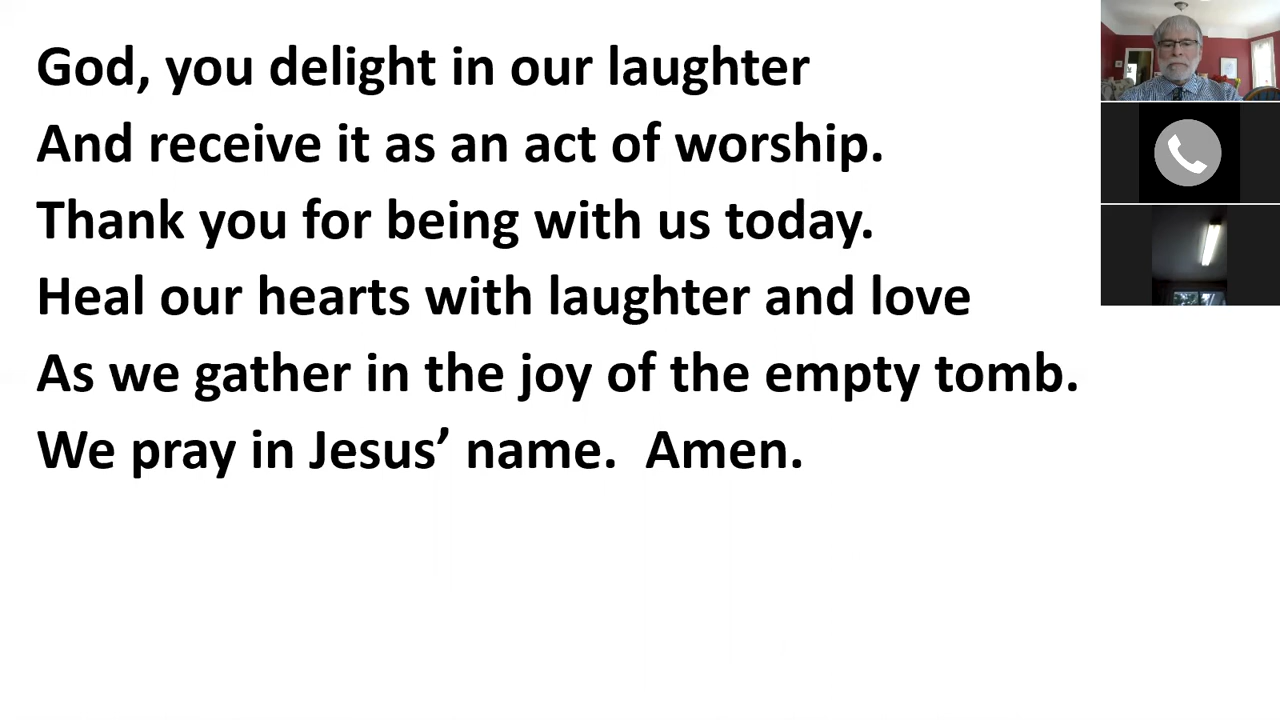 God, you delight in our laughter
And receive it as an act of worship.
Thank you for being with us today.
Heal our hearts with laughter and love
As we gather in the joy of the empty tomb.
We pray in Jesus’ name.  Amen.